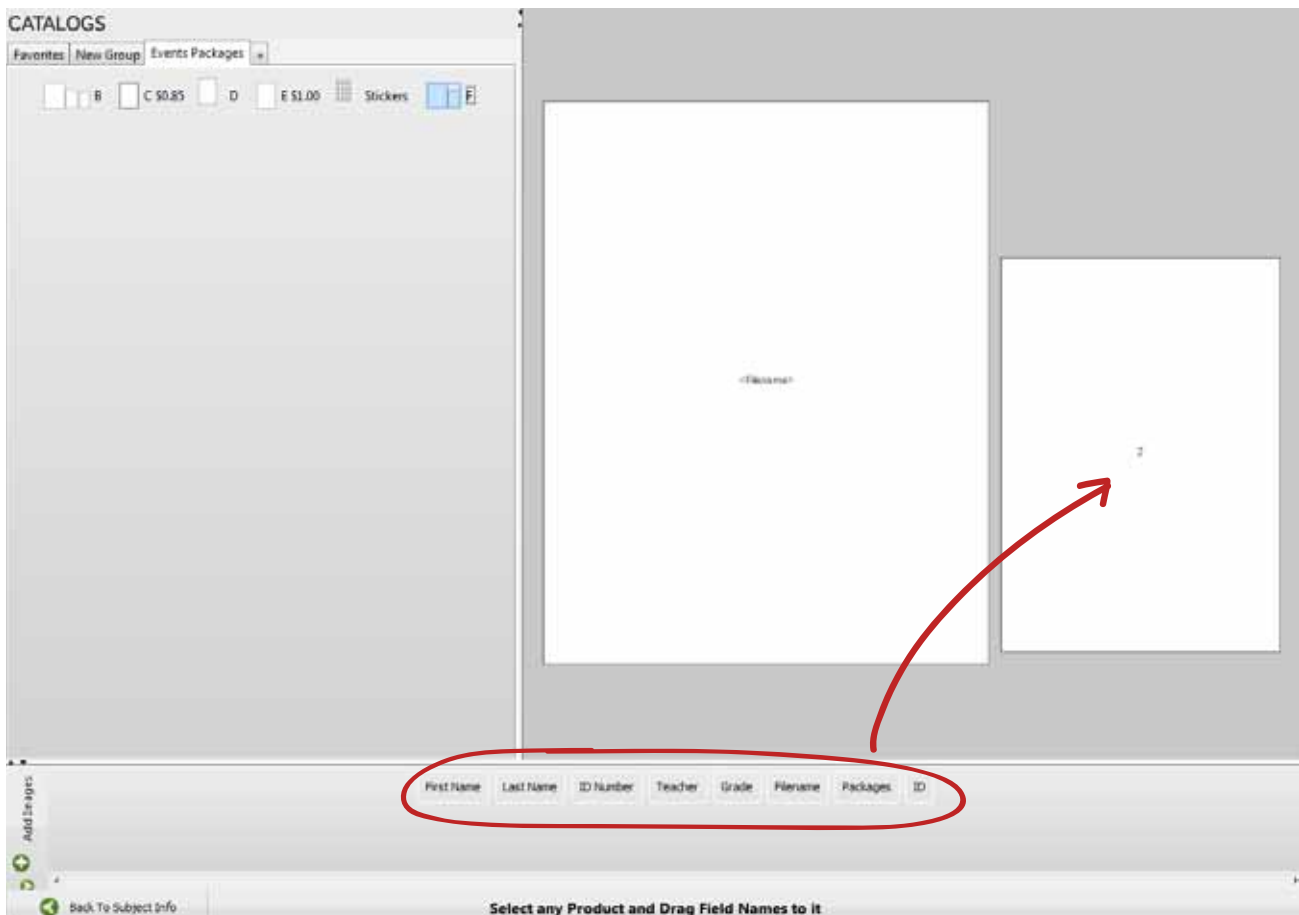 CATALOGS
Favorites New Group Events Packages +
B C $0.85 D E $1.00 Stickers F
<Filename>
2
First Name Last Name ID Number Teacher Grade Filename Packages ID
Add Images
Back To Subject Info
Select any Product and Drag Field Names to it